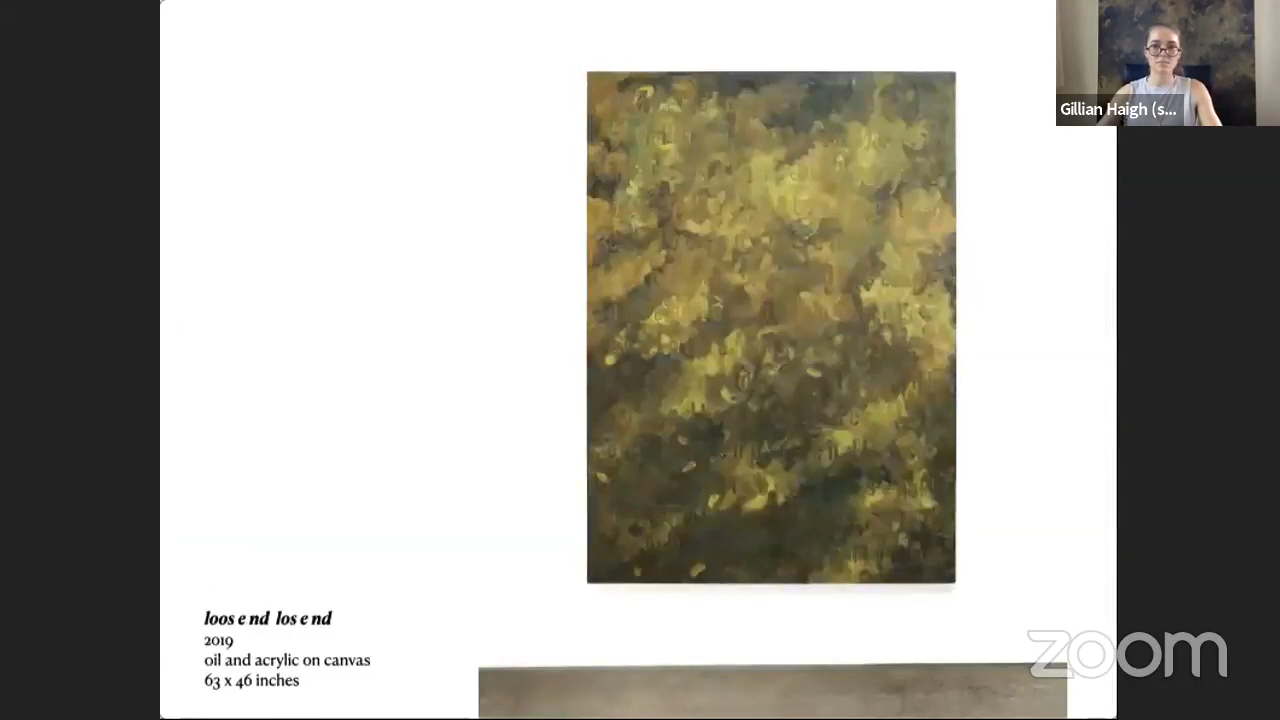 Gillian Haigh (s...
loos e nd los e nd
2019
oil and acrylic on canvas
63 x 46 inches
zoom